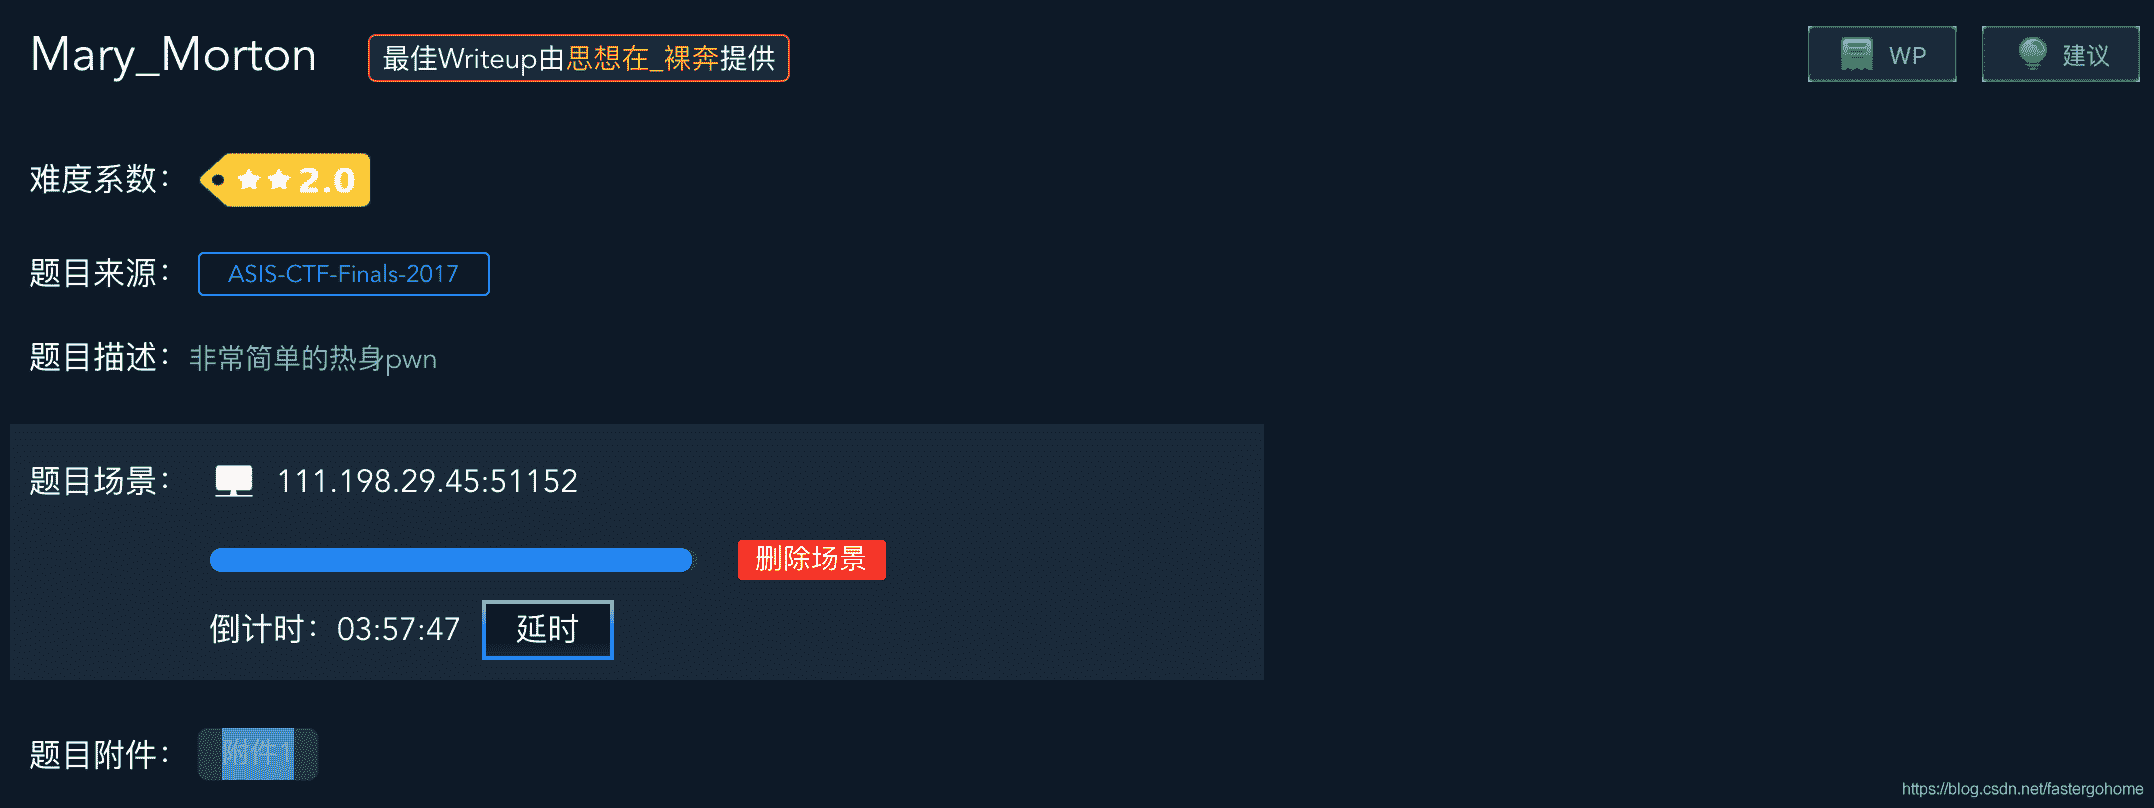 Mary_Morton 最佳Writeup由思想在_裸奔提供 WP 建议
难度系数： 2.0
题目来源： ASIS-CTF-Finals-2017
题目描述：非常简单的热身pwn
题目场景： 111.198.29.45:51152
删除场景
倒计时：03:57:47 延时
题目附件： 附件1
https://blog.csdn.net/fastergohome